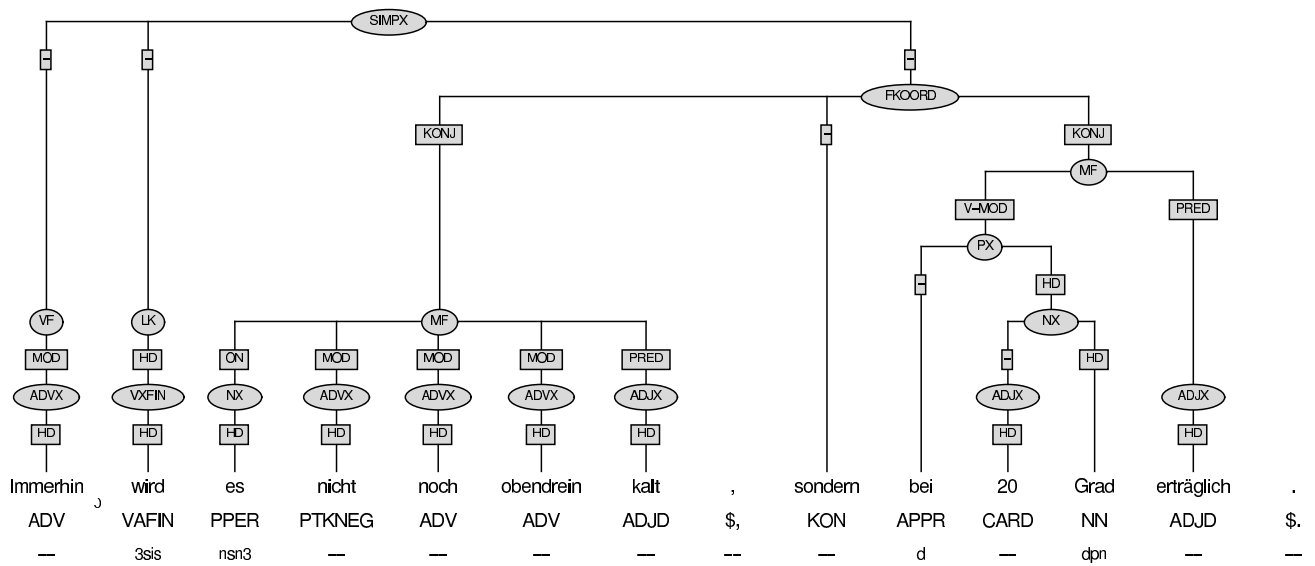 SIMPX
– – –
FKOORD
KONJ – KONJ
MF
V–MOD PRED
PX
– HD
VF LK MF NX
MOD HD ON MOD MOD MOD PRED – HD
ADVX VXFIN NX ADVX ADVX ADVX ADJX ADJX ADJX
HD HD HD HD HD HD HD HD HD
Immerhin wird es nicht noch obendrein kalt , sondern bei 20 Grad erträglich .
ADV VAFIN PPER PTKNEG ADV ADV ADJD $, KON APPR CARD NN ADJD $.
–– 3sis nsn3 –– –– –– –– –– –– d –– dpn –– ––